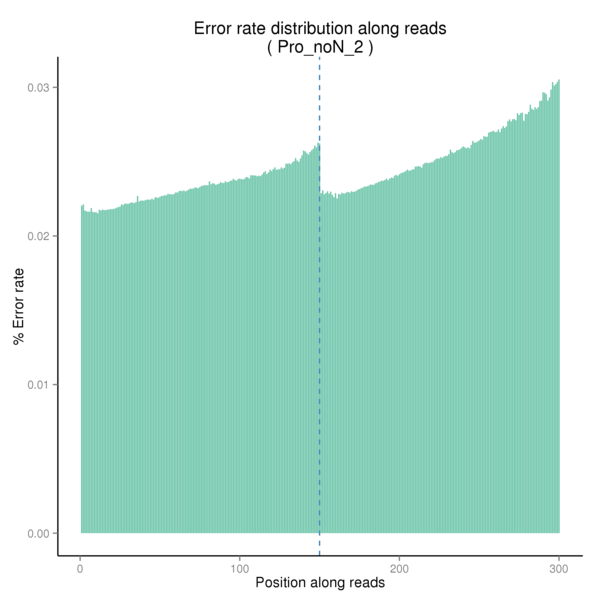 Error rate distribution along reads
( Pro_noN_2 )
% Error rate
0.03
0.02
0.01
0.00
0 100 200 300
Position along reads